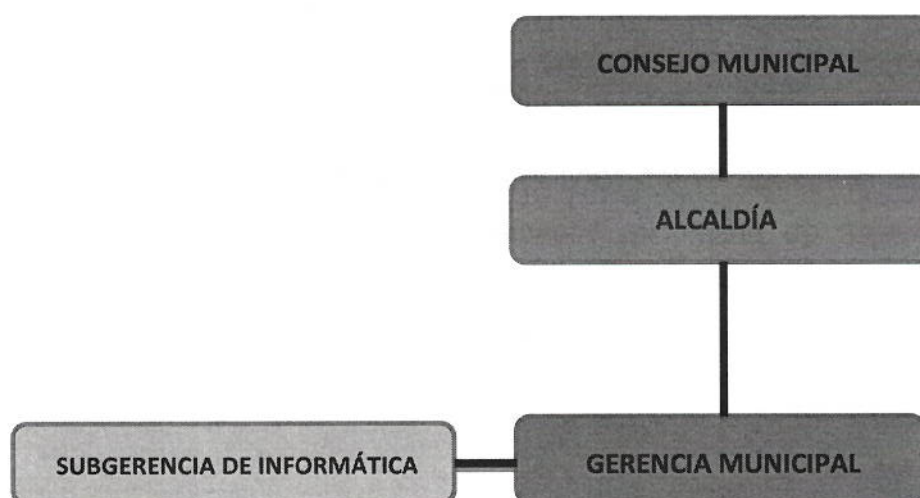 CONSEJO MUNICIPAL
ALCALDÍA
SUBGERENCIA DE INFORMÁTICA
GERENCIA MUNICIPAL